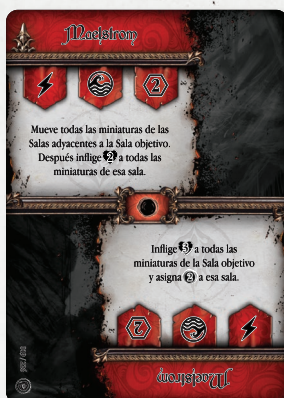 Maelstrom
2
Mueve todas las miniaturas de las
Salas adyacentes a la Sala objetivo.
Después inflige 2 a todas las
miniaturas de esa sala.
Inflige 5 a todas las
miniaturas de la Sala objetivo
y asigna 2 a esa sala.
2
Maelstrom